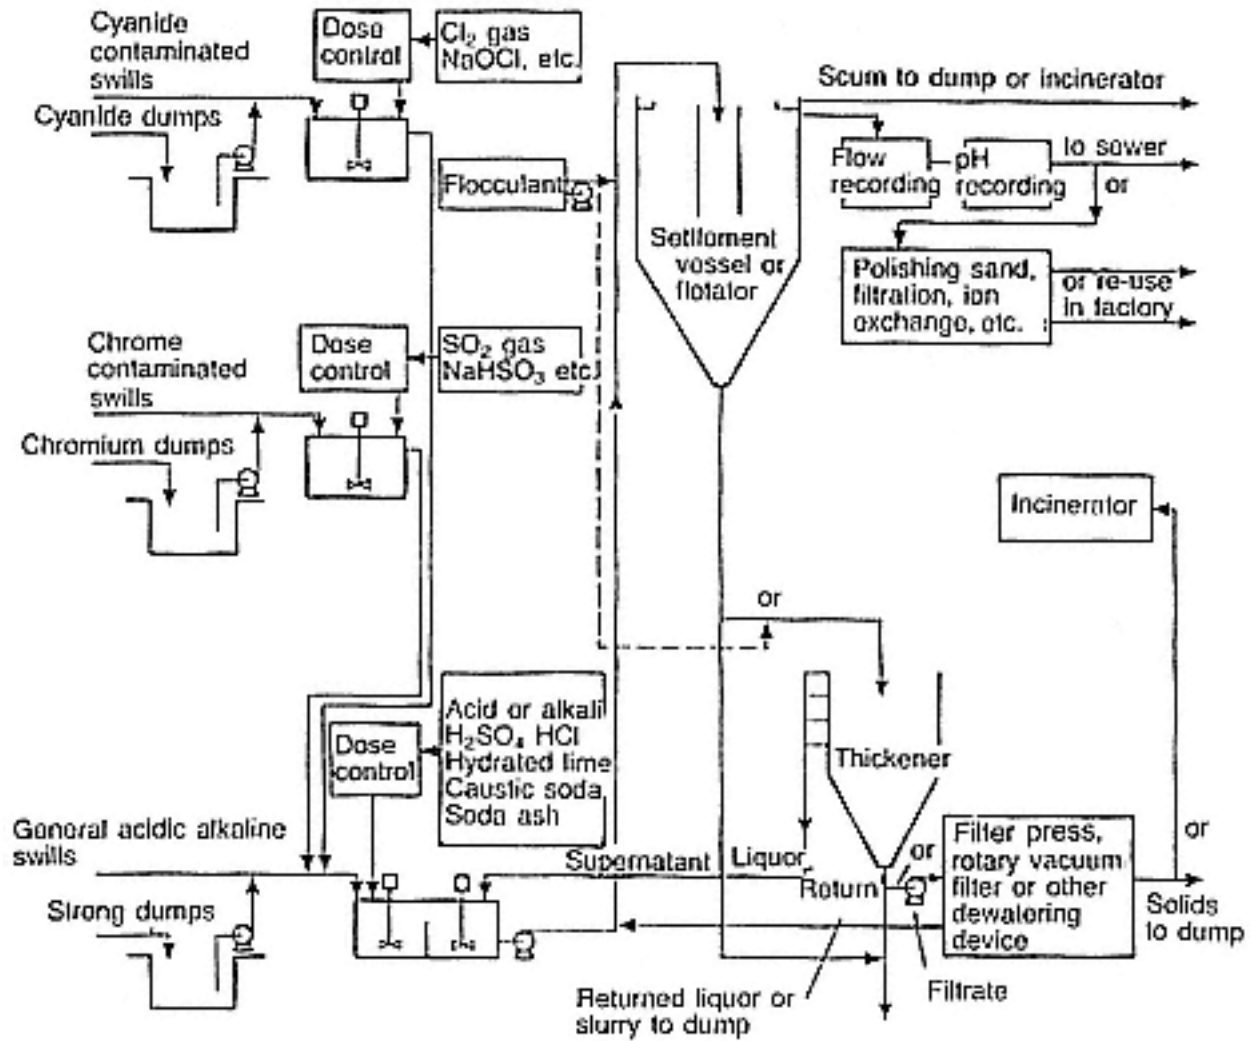 Cyanide
contaminated
swills
Dose
control
Cl₂ gas
NaOCl, etc.
Cyanide dumps
Flocculant
Scum to dump or incinerator
Flow
recording
pH
recording
to sewer
or
Settlement
vessel or
flotator
Polishing sand,
filtration, ion
exchange, etc.
or re-use
in factory
Chrome
contaminated
swills
Dose
control
SO₂ gas
NaHSO₃ etc.
Chromium dumps
Incinerator
or
Acid or alkali
H₂SO₄ HCl
Hydrated lime
Caustic soda
Soda ash
Dose
control
Thickener
General acidic alkaline
swills
Strong dumps
Supernatant Liquor
Return
or
Filter press,
rotary vacuum
filter or other
dewatering
device
or
Solids
to dump
Returned liquor or
slurry to dump
Filtrate